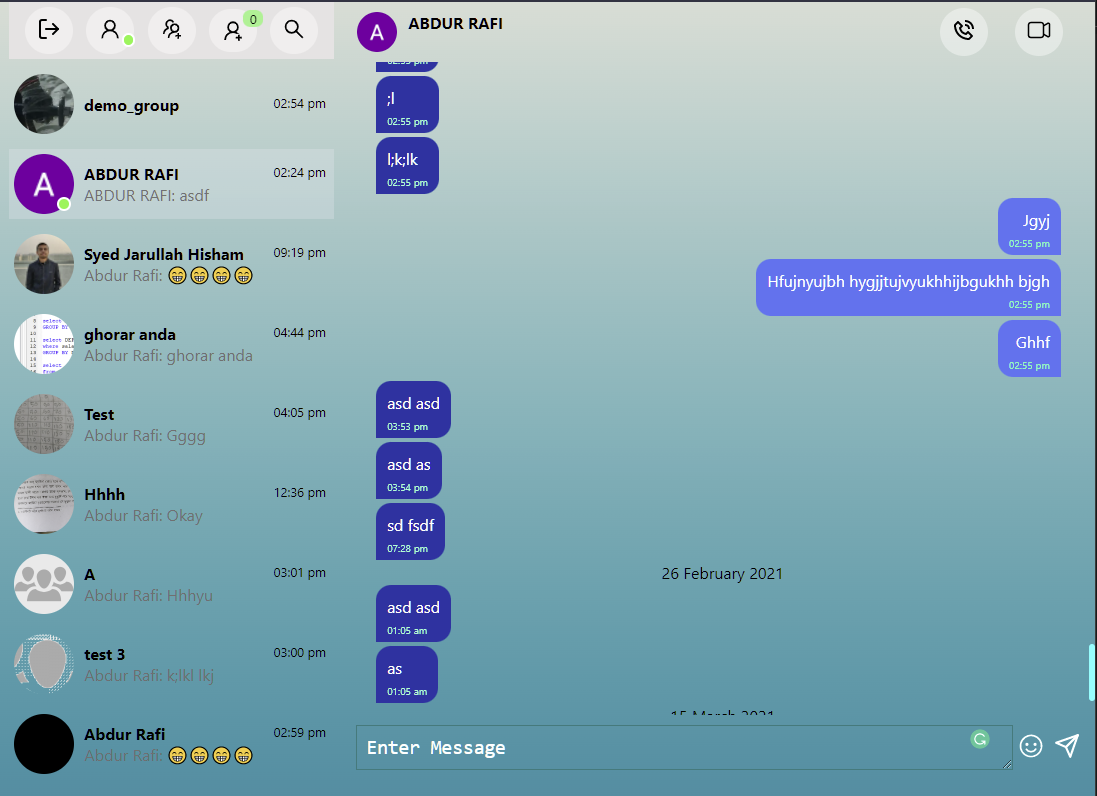 0
demo_group
02:54 pm
A
ABDUR RAFI
02:24 pm
ABDUR RAFI: asdf
Syed Jarullah Hisham
09:19 pm
Abdur Rafi: 😁😁😁😁
ghorar anda
04:44 pm
Abdur Rafi: ghorar anda
Test
04:05 pm
Abdur Rafi: Gggg
Hhhh
12:36 pm
Abdur Rafi: Okay
A
03:01 pm
Abdur Rafi: Hhhyu
test 3
03:00 pm
Abdur Rafi: k;lkl lkj
Abdur Rafi
02:59 pm
Abdur Rafi: 😁😁😁😁
A
ABDUR RAFI
02:55 pm
;l
02:55 pm
l;k;lk
02:55 pm
Jgyj
02:55 pm
Hfujnyujbh hygjjtujvyukhhijbgukhh bjgh
02:55 pm
Ghhf
02:55 pm
asd asd
03:53 pm
asd as
03:54 pm
sd fsdf
07:28 pm
26 February 2021
asd asd
01:05 am
as
01:05 am
15 March 2021
Enter Message